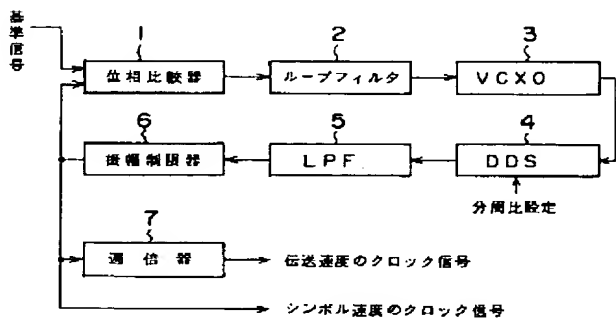 基準信号
1
位相比較器
2
ループフィルタ
3
VCXO
6
振幅制限器
5
LPF
4
DDS
分周比設定
7
逓倍器
伝送速度のクロック信号
シンボル速度のクロック信号